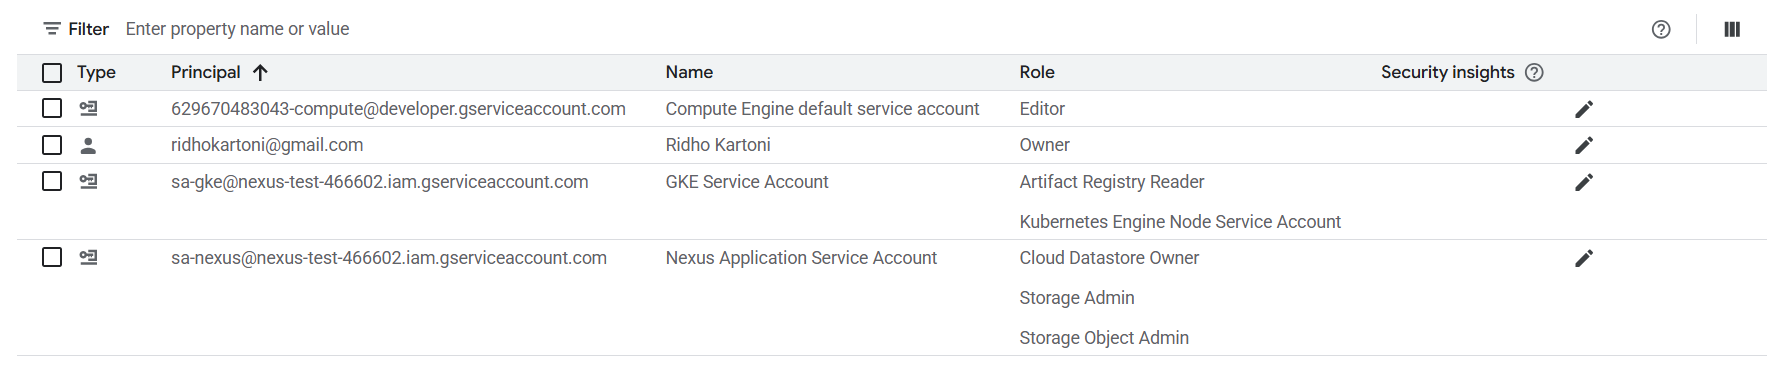 Filter Enter property name or value
Type Principal Name Role Security insights
629670483043-compute@developer.gserviceaccount.com Compute Engine default service account Editor
ridhokartoni@gmail.com Ridho Kartoni Owner
sa-gke@nexus-test-466602.iam.gserviceaccount.com GKE Service Account Artifact Registry Reader
Kubernetes Engine Node Service Account
sa-nexus@nexus-test-466602.iam.gserviceaccount.com Nexus Application Service Account Cloud Datastore Owner
Storage Admin
Storage Object Admin